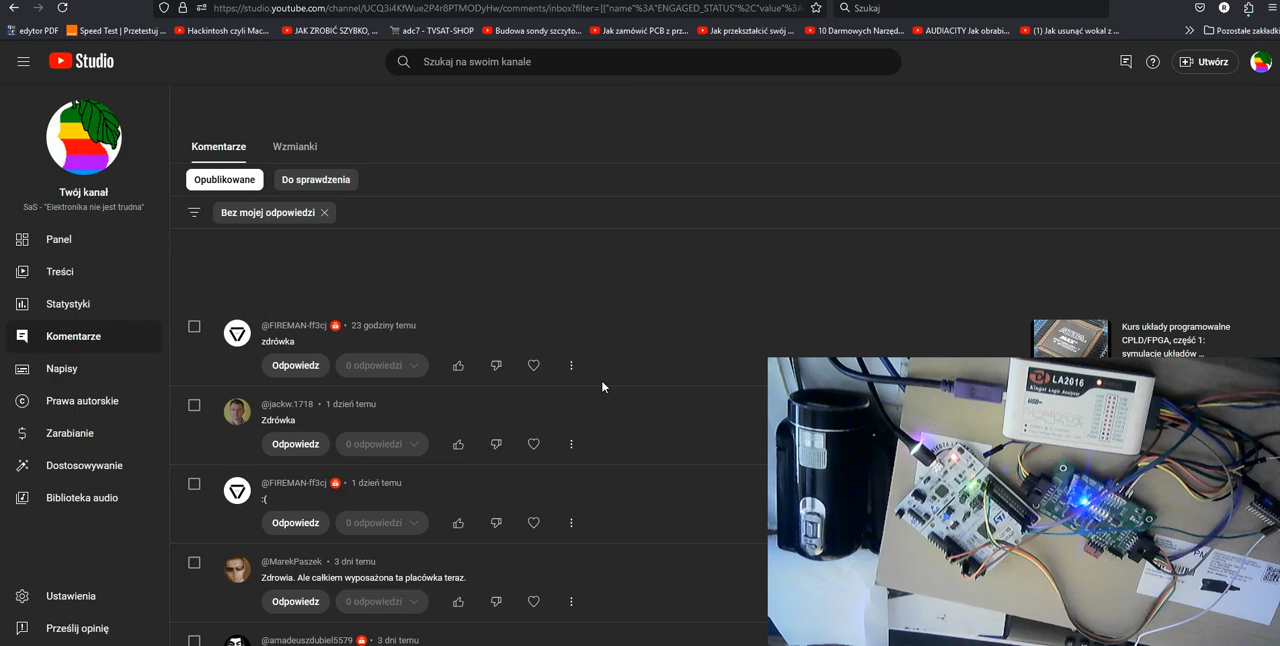 https://studio.youtube.com/channel/UCQ3i4KfWue2P4r8PTMODyHw/comments/inbox?filter=[{"name"%3A"ENGAGED_STATUS"%2C"value"%3A
Szukaj
edytor PDF
Speed Test | Przetestuj ...
Hackintosh czyli Mac...
JAK ZROBIĆ SZYBKO, ...
adc7 - TVSAT-SHOP
Budowa sondy szczyto...
Jak zamówić PCB z prz...
Jak przekształcić swój ...
10 Darmowych Narzęd...
AUDIACITY Jak obrabi...
(1) Jak usunąć wokal z ...
Pozostałe zakładki
Studio
Szukaj na swoim kanale
Utwórz
Twój kanał
SaS - "Elektronika nie jest trudna"
Panel
Treści
Statystyki
Komentarze
Napisy
Prawa autorskie
Zarabianie
Dostosowywanie
Biblioteka audio
Ustawienia
Prześlij opinię
Komentarze
Wzmianki
Opublikowane
Do sprawdzenia
Bez mojej odpowiedzi
@FIREMAN-ff3cj • 23 godziny temu
zdrówka
Odpowiedz
0 odpowiedzi
@jackw.1718 • 1 dzień temu
Zdrówka
Odpowiedz
0 odpowiedzi
@FIREMAN-ff3cj • 1 dzień temu
:(
Odpowiedz
0 odpowiedzi
@MarekPaszek • 3 dni temu
Zdrowia. Ale całkiem wyposażona ta placówka teraz.
Odpowiedz
0 odpowiedzi
@amadeuszdubiel5579 • 3 dni temu
Kurs układy programowalne
CPLD/FPGA, część 1:
symulacje układów ...
LA2016
Kingst Logic Analyzer
USB